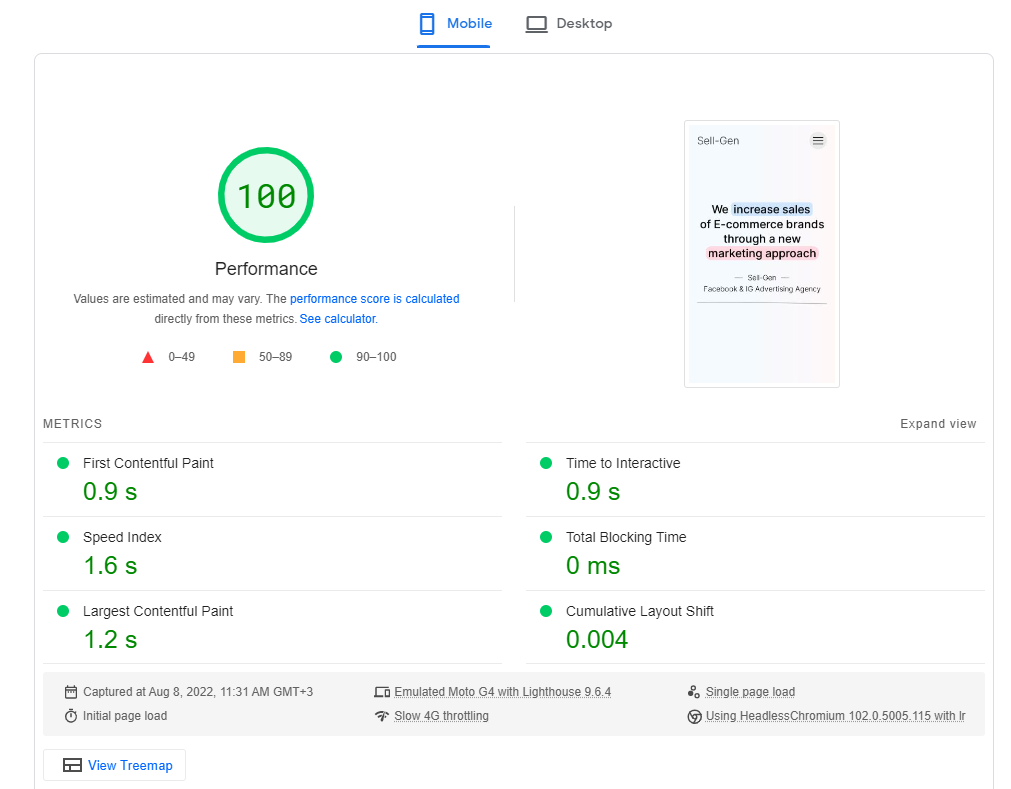 Mobile
Desktop
100
Performance
Values are estimated and may vary. The performance score is calculated
directly from these metrics. See calculator.
0–49
50–89
90–100
Sell-Gen
We increase sales
of E-commerce brands
through a new
marketing approach
Sell-Gen
Facebook & IG Advertising Agency
METRICS
Expand view
First Contentful Paint
0.9 s
Time to Interactive
0.9 s
Speed Index
1.6 s
Total Blocking Time
0 ms
Largest Contentful Paint
1.2 s
Cumulative Layout Shift
0.004
Captured at Aug 8, 2022, 11:31 AM GMT+3
Emulated Moto G4 with Lighthouse 9.6.4
Single page load
Initial page load
Slow 4G throttling
Using HeadlessChromium 102.0.5005.115 with lr
View Treemap